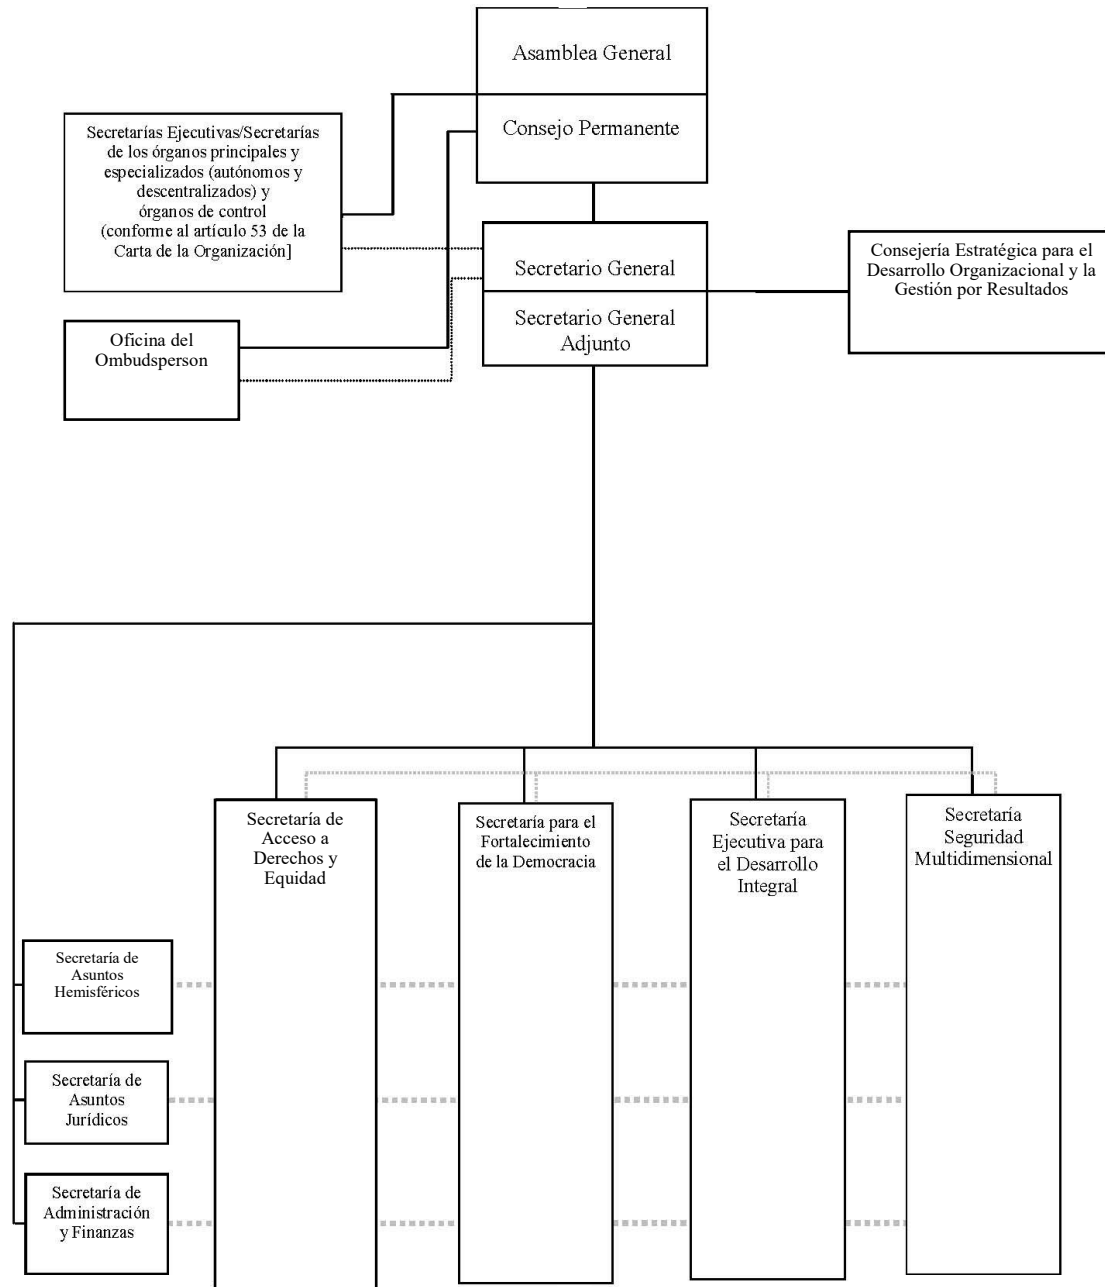 Asamblea General
Consejo Permanente
Secretarías Ejecutivas/Secretarías
de los órganos principales y
especializados (autónomos y
descentralizados) y
órganos de control
(conforme al artículo 53 de la
Carta de la Organización]
Secretario General
Secretario General
Adjunto
Consejería Estratégica para el
Desarrollo Organizacional y la
Gestión por Resultados
Oficina del
Ombudsperson
Secretaría de
Acceso a
Derechos y
Equidad
Secretaría para el
Fortalecimiento
de la Democracia
Secretaría
Ejecutiva para
el Desarrollo
Integral
Secretaría
Seguridad
Multidimensional
Secretaría de
Asuntos
Hemisféricos
Secretaría de
Asuntos
Jurídicos
Secretaría de
Administración
y Finanzas